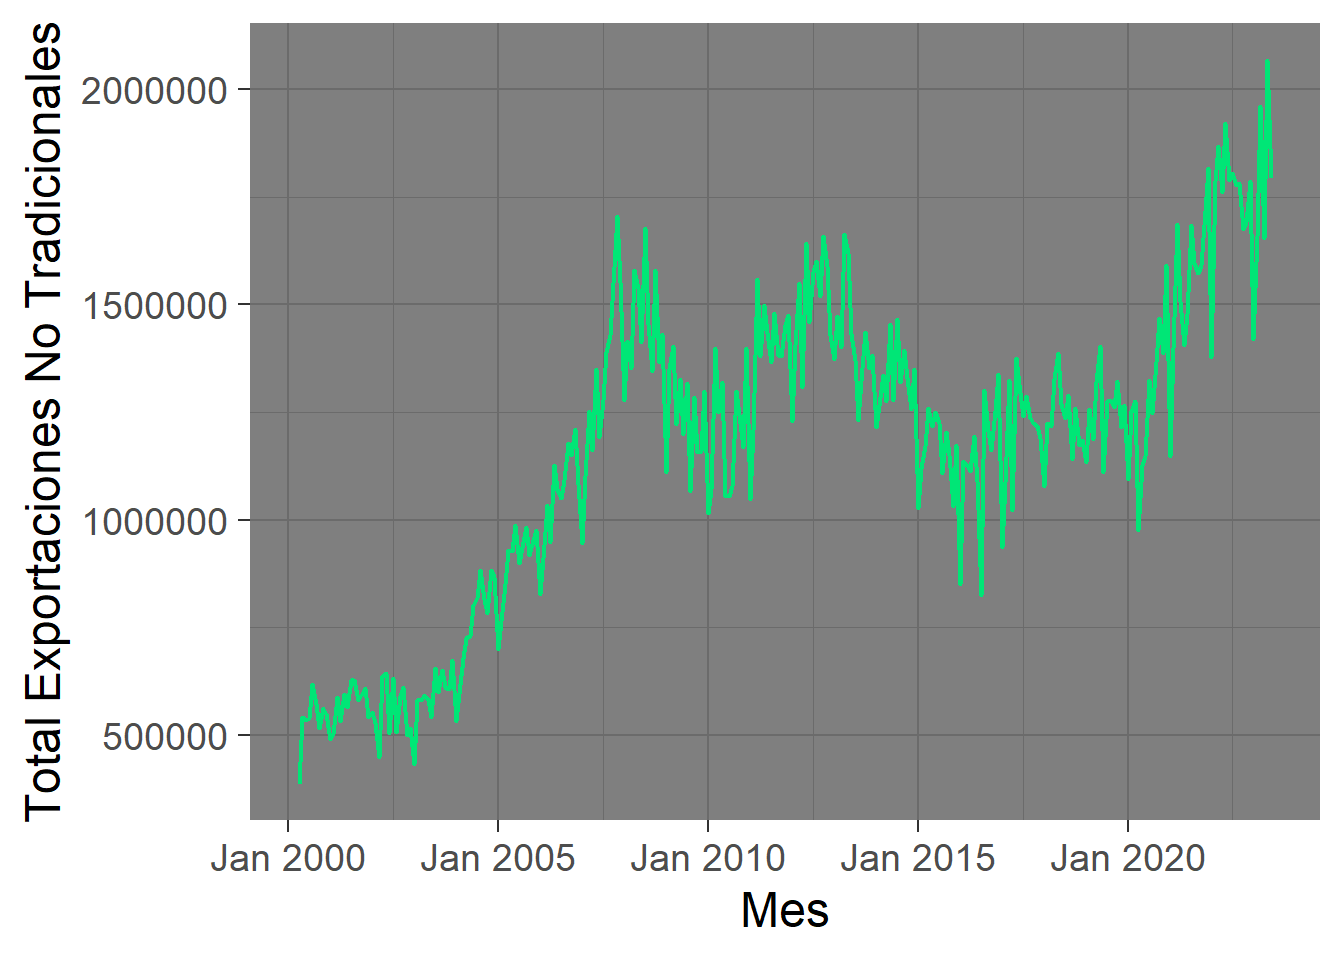 Total Exportaciones No Tradicionales
2000000
1500000
1000000
500000
Jan 2000
Jan 2005
Jan 2010
Jan 2015
Jan 2020
Mes